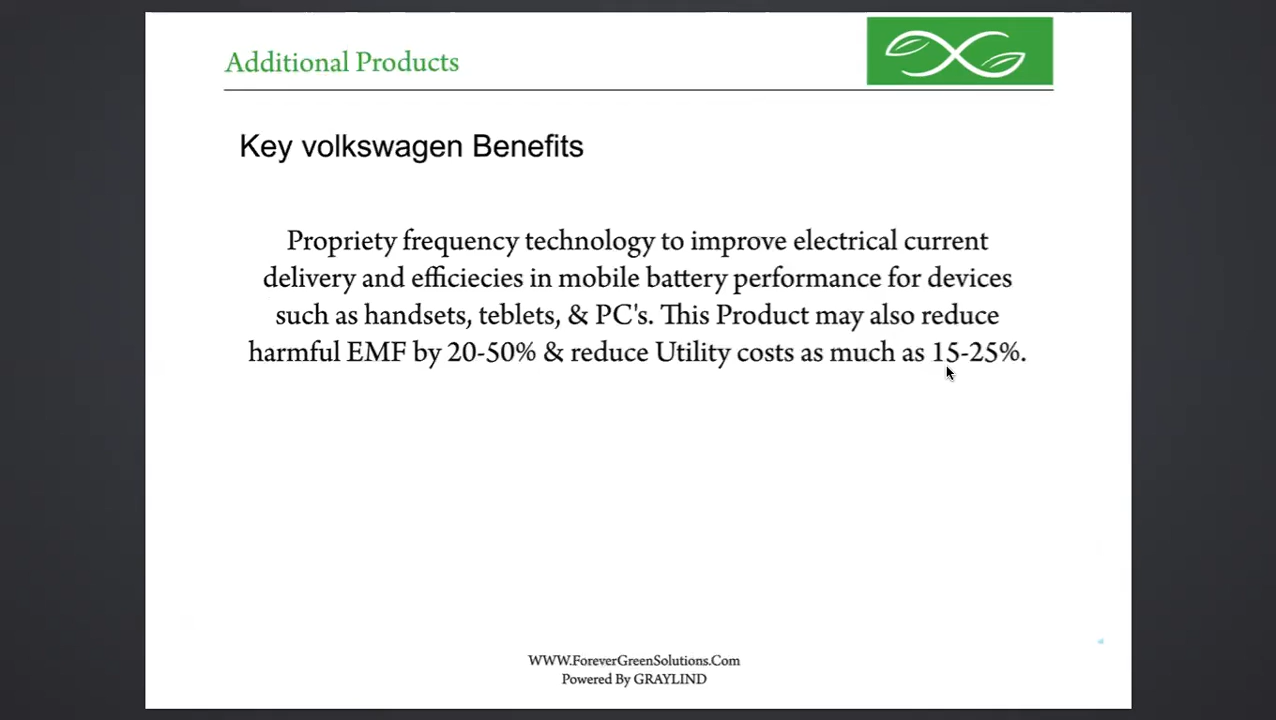 Additional Products
Key volkswagen Benefits
Propriety frequency technology to improve electrical current
delivery and efficiecies in mobile battery performance for devices
such as handsets, teblets, & PC's. This Product may also reduce
harmful EMF by 20-50% & reduce Utility costs as much as 15-25%.
WWW.ForeverGreenSolutions.Com
Powered By GRAYLIND